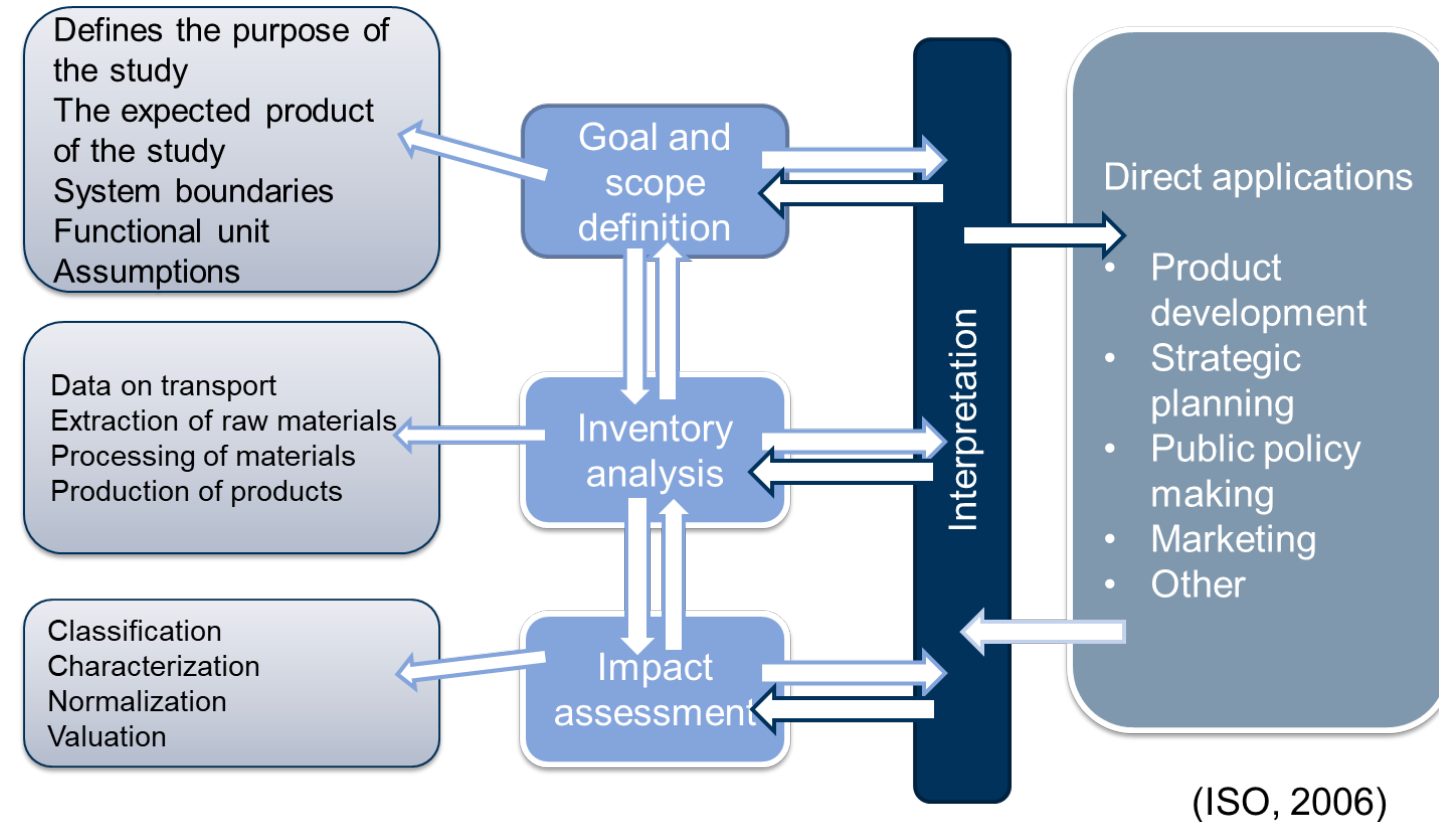 Defines the purpose of
the study
The expected product
of the study
System boundaries
Functional unit
Assumptions
Goal and
scope
definition
Data on transport
Extraction of raw materials
Processing of materials
Production of products
Inventory
analysis
Classification
Characterization
Normalization
Valuation
Impact
assessment
Interpretation
Direct applications
• Product
development
• Strategic
planning
• Public policy
making
• Marketing
• Other
(ISO, 2006)